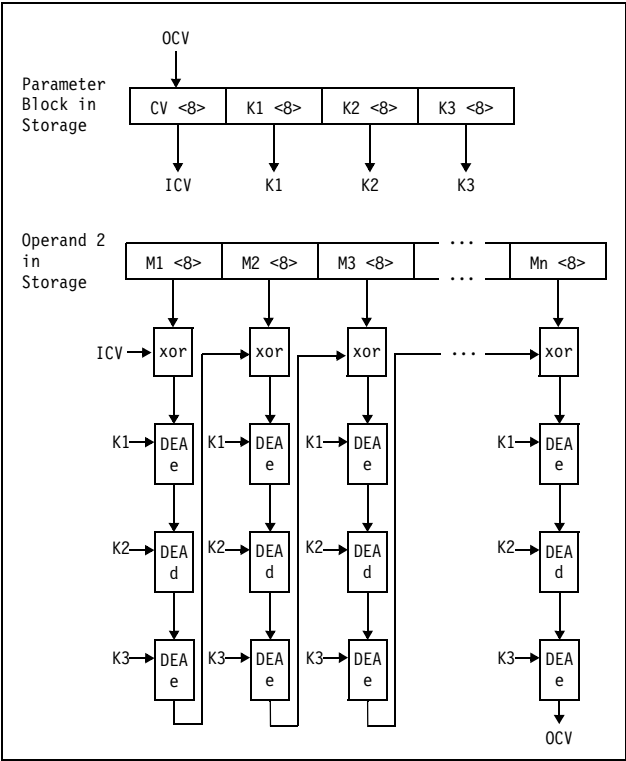 OCV
Parameter
Block in
Storage
CV <8> K1 <8> K2 <8> K3 <8>
ICV K1 K2 K3
Operand 2
in
Storage
...
M1 <8> M2 <8> M3 <8> Mn <8>
...
ICV xor xor xor ... xor
K1 DEA e K1 DEA e K1 DEA e K1 DEA e
K2 DEA d K2 DEA d K2 DEA d K2 DEA d
K3 DEA e K3 DEA e K3 DEA e K3 DEA e
OCV